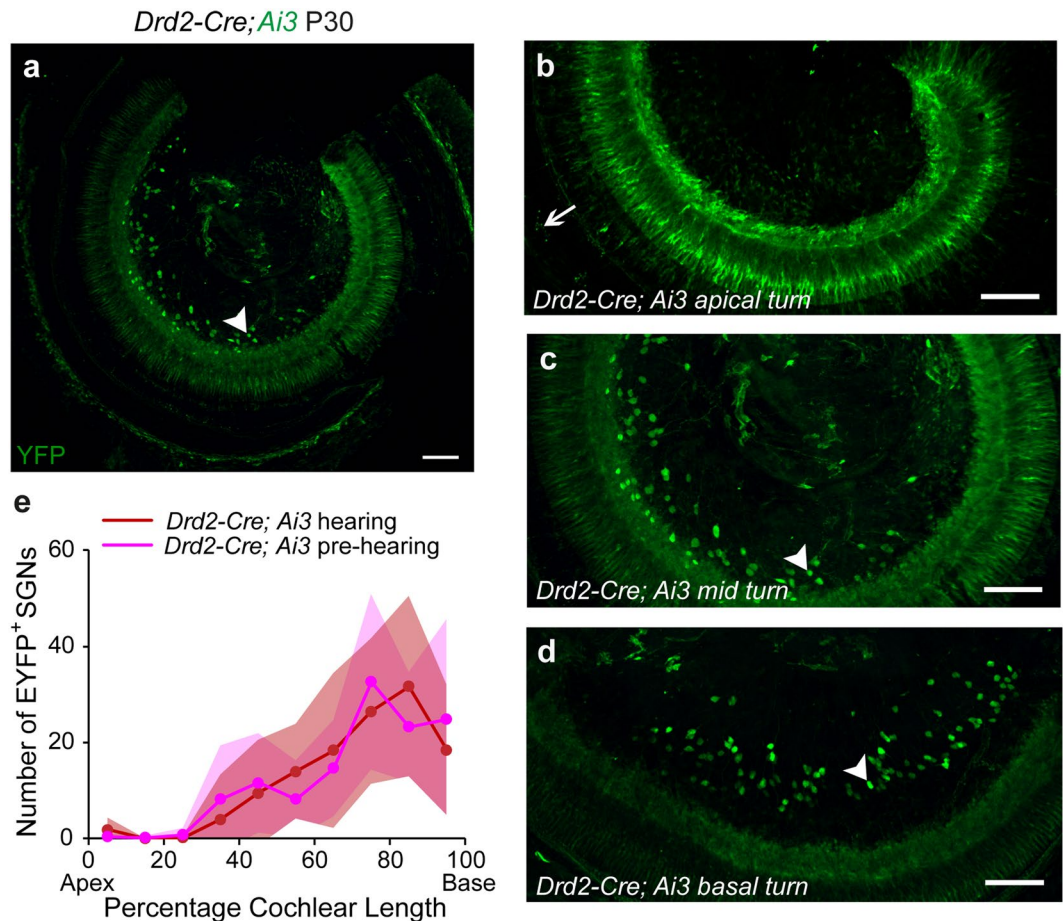 Drd2-Cre;Ai3 P30
a
YFP
b
Drd2-Cre; Ai3 apical turn
c
Drd2-Cre; Ai3 mid turn
d
Drd2-Cre; Ai3 basal turn
e
Drd2-Cre; Ai3 hearing
Drd2-Cre; Ai3 pre-hearing
Number of EYFP⁺ SGNs
60
40
20
0
0 20 40 60 80 100
Apex Base
Percentage Cochlear Length